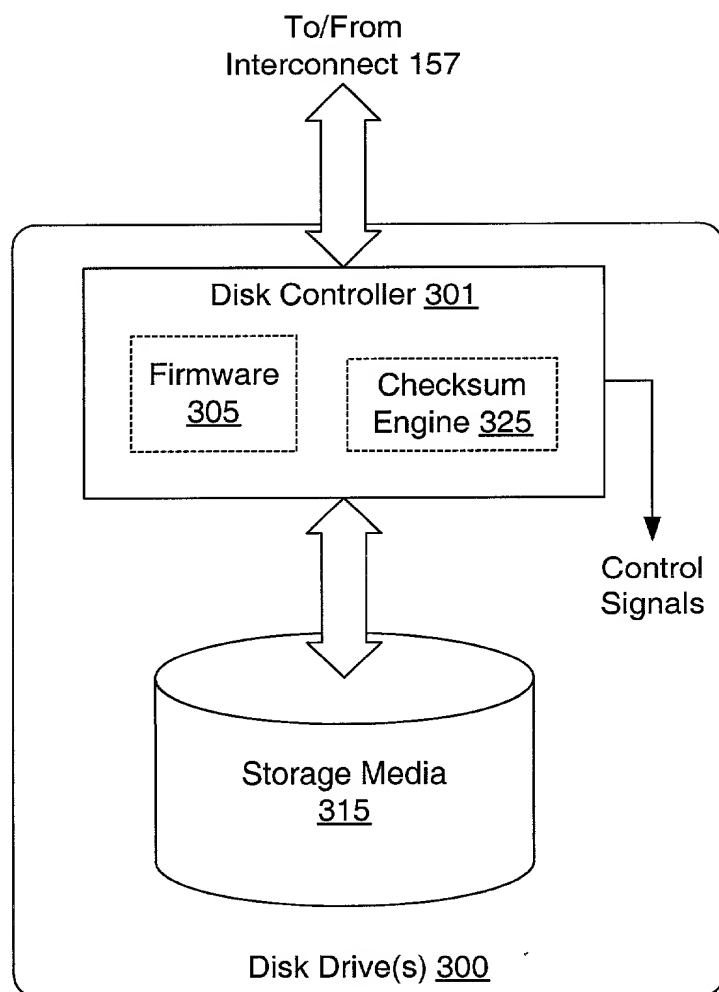 To/From
Interconnect 157
Disk Controller 301
Firmware
305
Checksum
Engine 325
Control
Signals
Storage Media
315
Disk Drive(s) 300